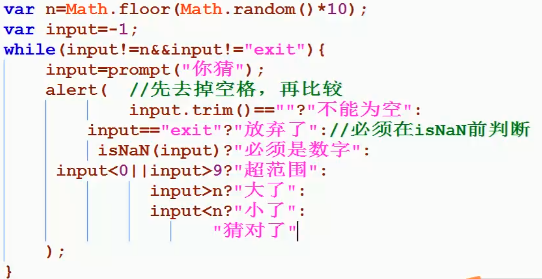 var n=Math.floor(Math.random()*10);
var input=-1;
while(input!=n&&input!="exit"){
input=prompt("你猜");
alert( //先去掉空格，再比较
input.trim()==""?"不能为空":
input=="exit"?"放弃了"://必须在isNaN前判断
isNaN(input)?"必须是数字":
input<0||input>9?"超范围":
input>n?"大了":
input<n?"小了":
"猜对了"
);
}